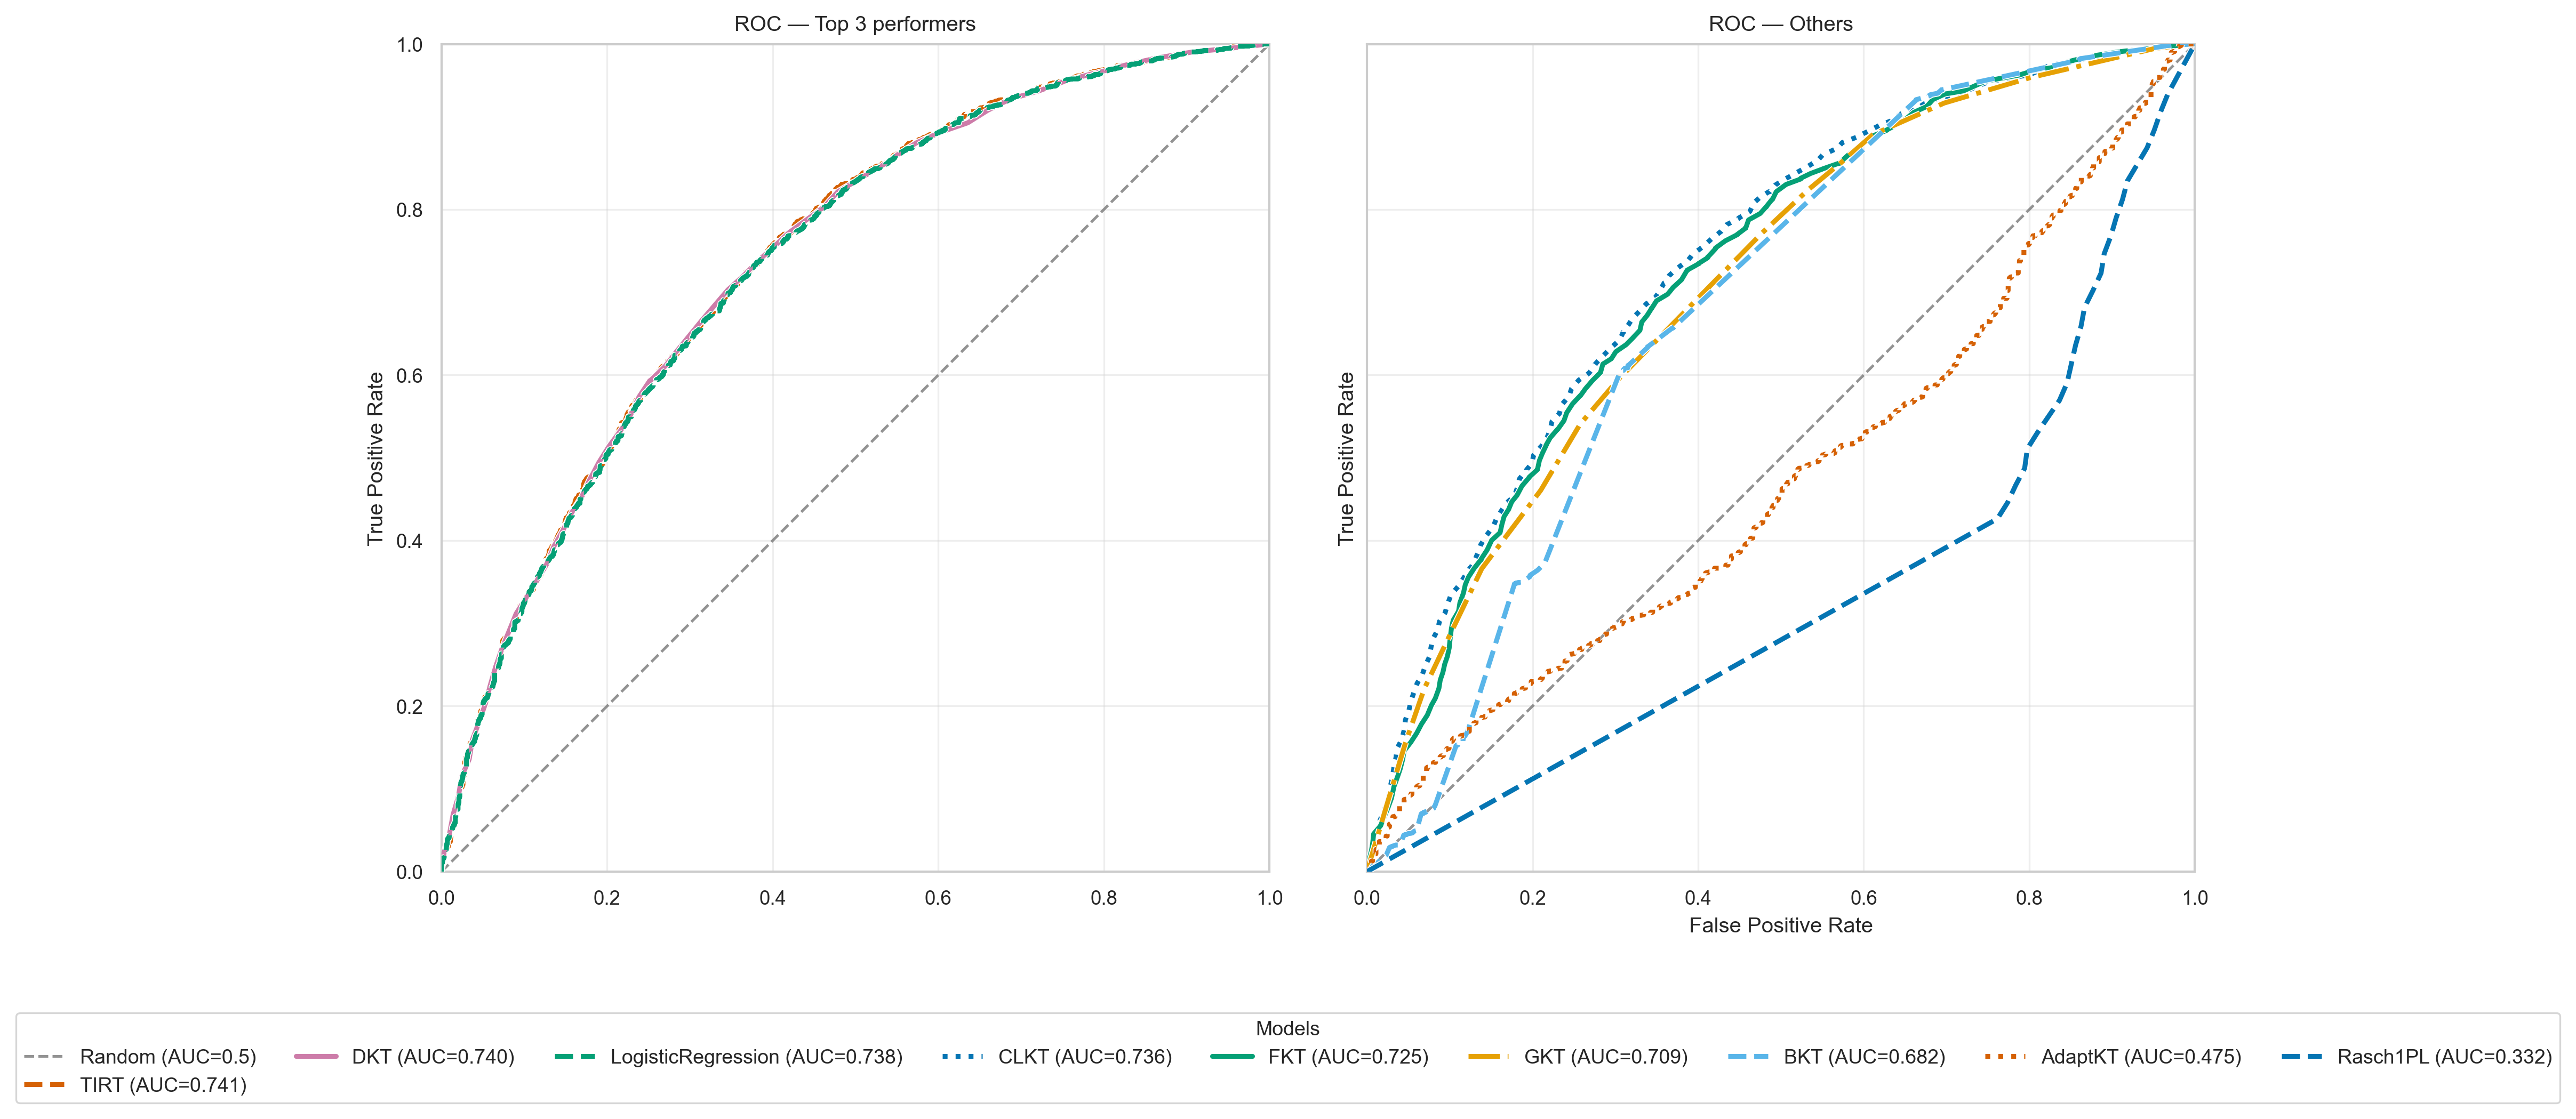 ROC — Top 3 performers
True Positive Rate
1.0
0.8
0.6
0.4
0.2
0.0
0.0 0.2 0.4 0.6 0.8 1.0
ROC — Others
True Positive Rate
0.0 0.2 0.4 0.6 0.8 1.0
False Positive Rate
Models
Random (AUC=0.5) DKT (AUC=0.740) LogisticRegression (AUC=0.738) CLKT (AUC=0.736) FKT (AUC=0.725) GKT (AUC=0.709) BKT (AUC=0.682) AdaptKT (AUC=0.475) Rasch1PL (AUC=0.332)
TIRT (AUC=0.741)